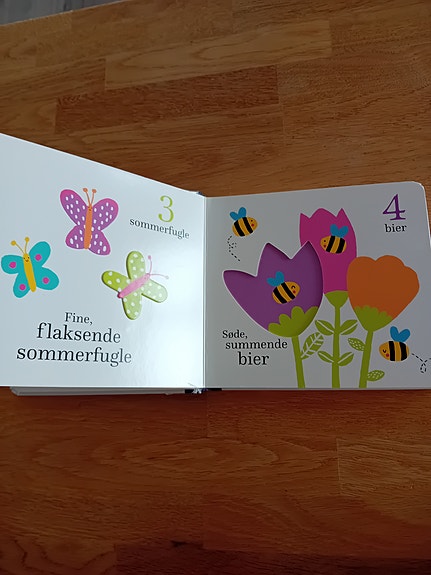 3
sommerfugle
Fine,
flaksende
sommerfugle
4
bier
Søde,
summende
bier